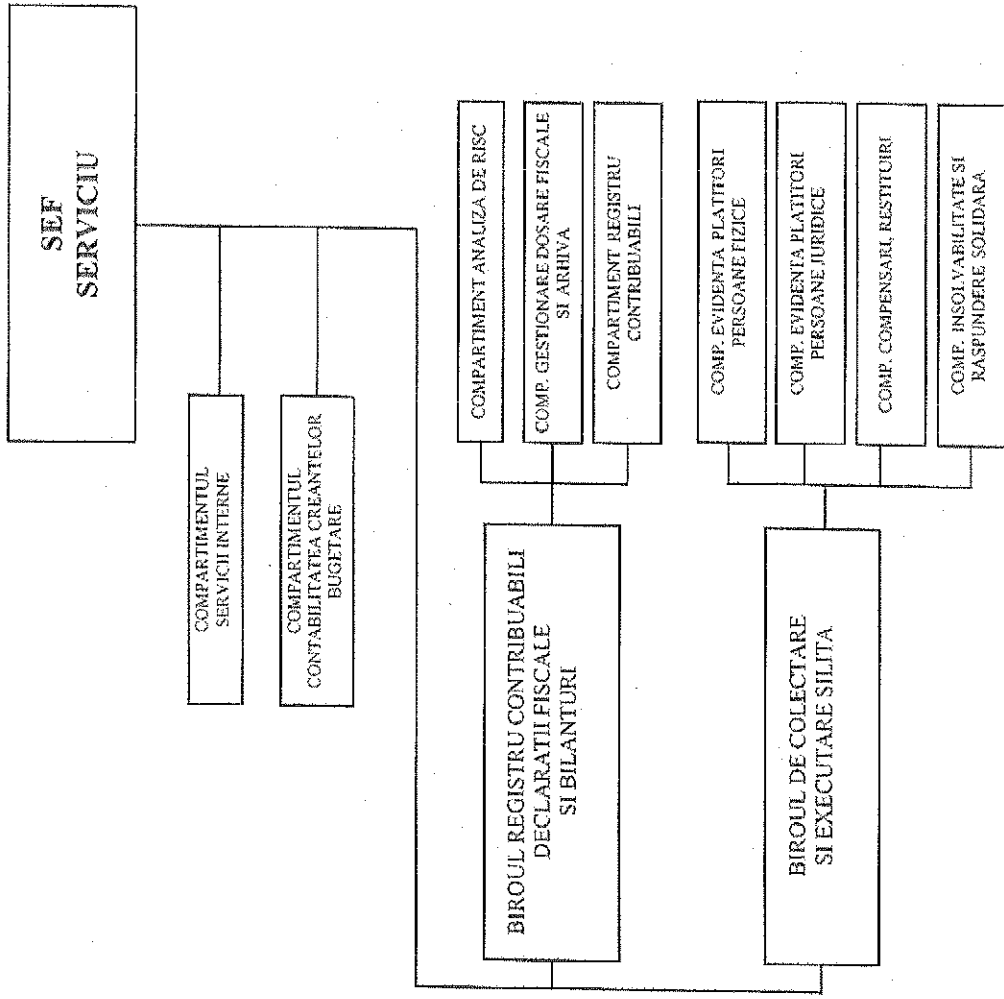 SEF
SERVICIU
COMPARTIMENTUL
SERVICII INTERNE
COMPARTIMENTUL
CONTABILITATEA CREANTELOR
BUGETARE
BIROUL REGISTRU CONTRIBUABILI
DECLARATII FISCALE
SI BILANTURI
COMPARTIMENT ANALIZA DE RISC
COMP. GESTIONARE DOSARE FISCALE
SI ARHIVA
COMPARTIMENT REGISTRU
CONTRIBUABILI
BIROUL DE COLECTARE
SI EXECUTARE SILITA
COMP. EVIDENTA PLATITORI
PERSOANE FIZICE
COMP. EVIDENTA PLATITORI
PERSOANE JURIDICE
COMP. COMPENSARI, RESTITUIRI
COMP. INSOLVABILITATE SI
RASPUNDERE SOLIDARA